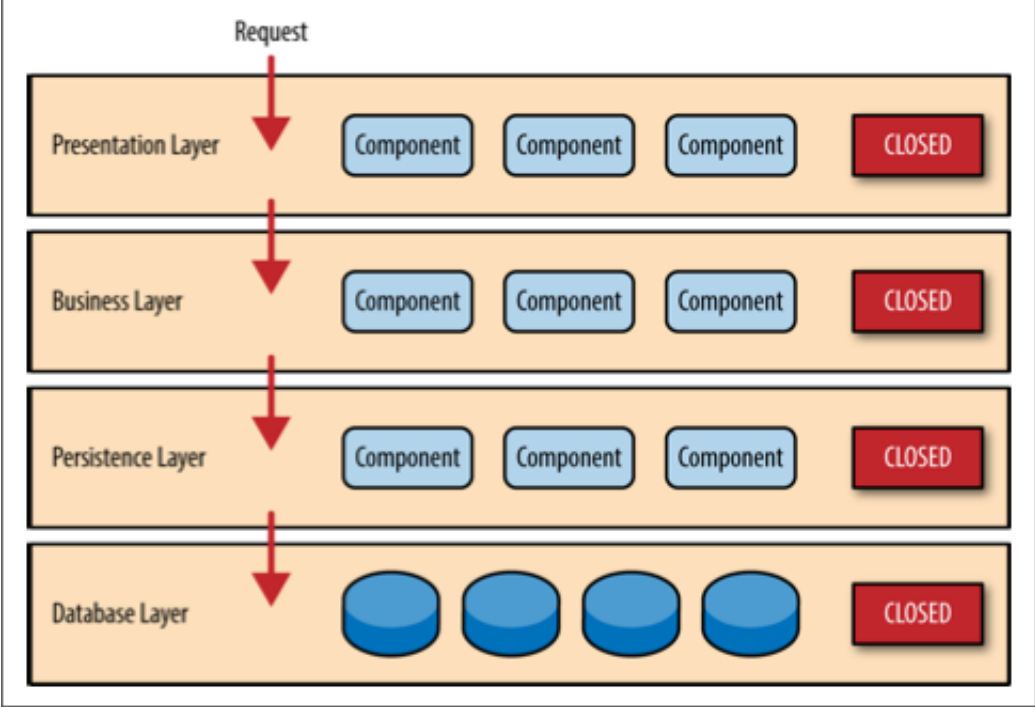 Request
Presentation Layer Component Component Component CLOSED
Business Layer Component Component Component CLOSED
Persistence Layer Component Component Component CLOSED
Database Layer CLOSED